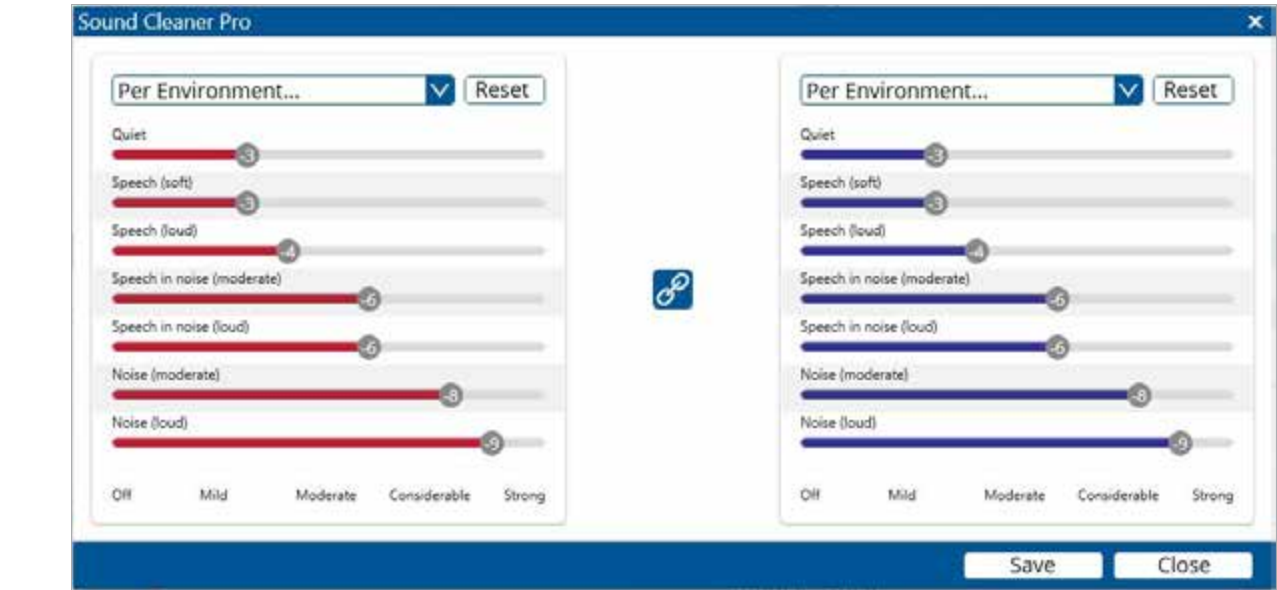 Sound Cleaner Pro
Per Environment... Reset
Quiet
-3
Speech (soft)
-3
Speech (loud)
-4
Speech in noise (moderate)
-6
Speech in noise (loud)
-6
Noise (moderate)
-8
Noise (loud)
-9
Off Mild Moderate Considerable Strong
Per Environment... Reset
Quiet
-3
Speech (soft)
-3
Speech (loud)
-4
Speech in noise (moderate)
-6
Speech in noise (loud)
-6
Noise (moderate)
-8
Noise (loud)
-9
Off Mild Moderate Considerable Strong
Save Close